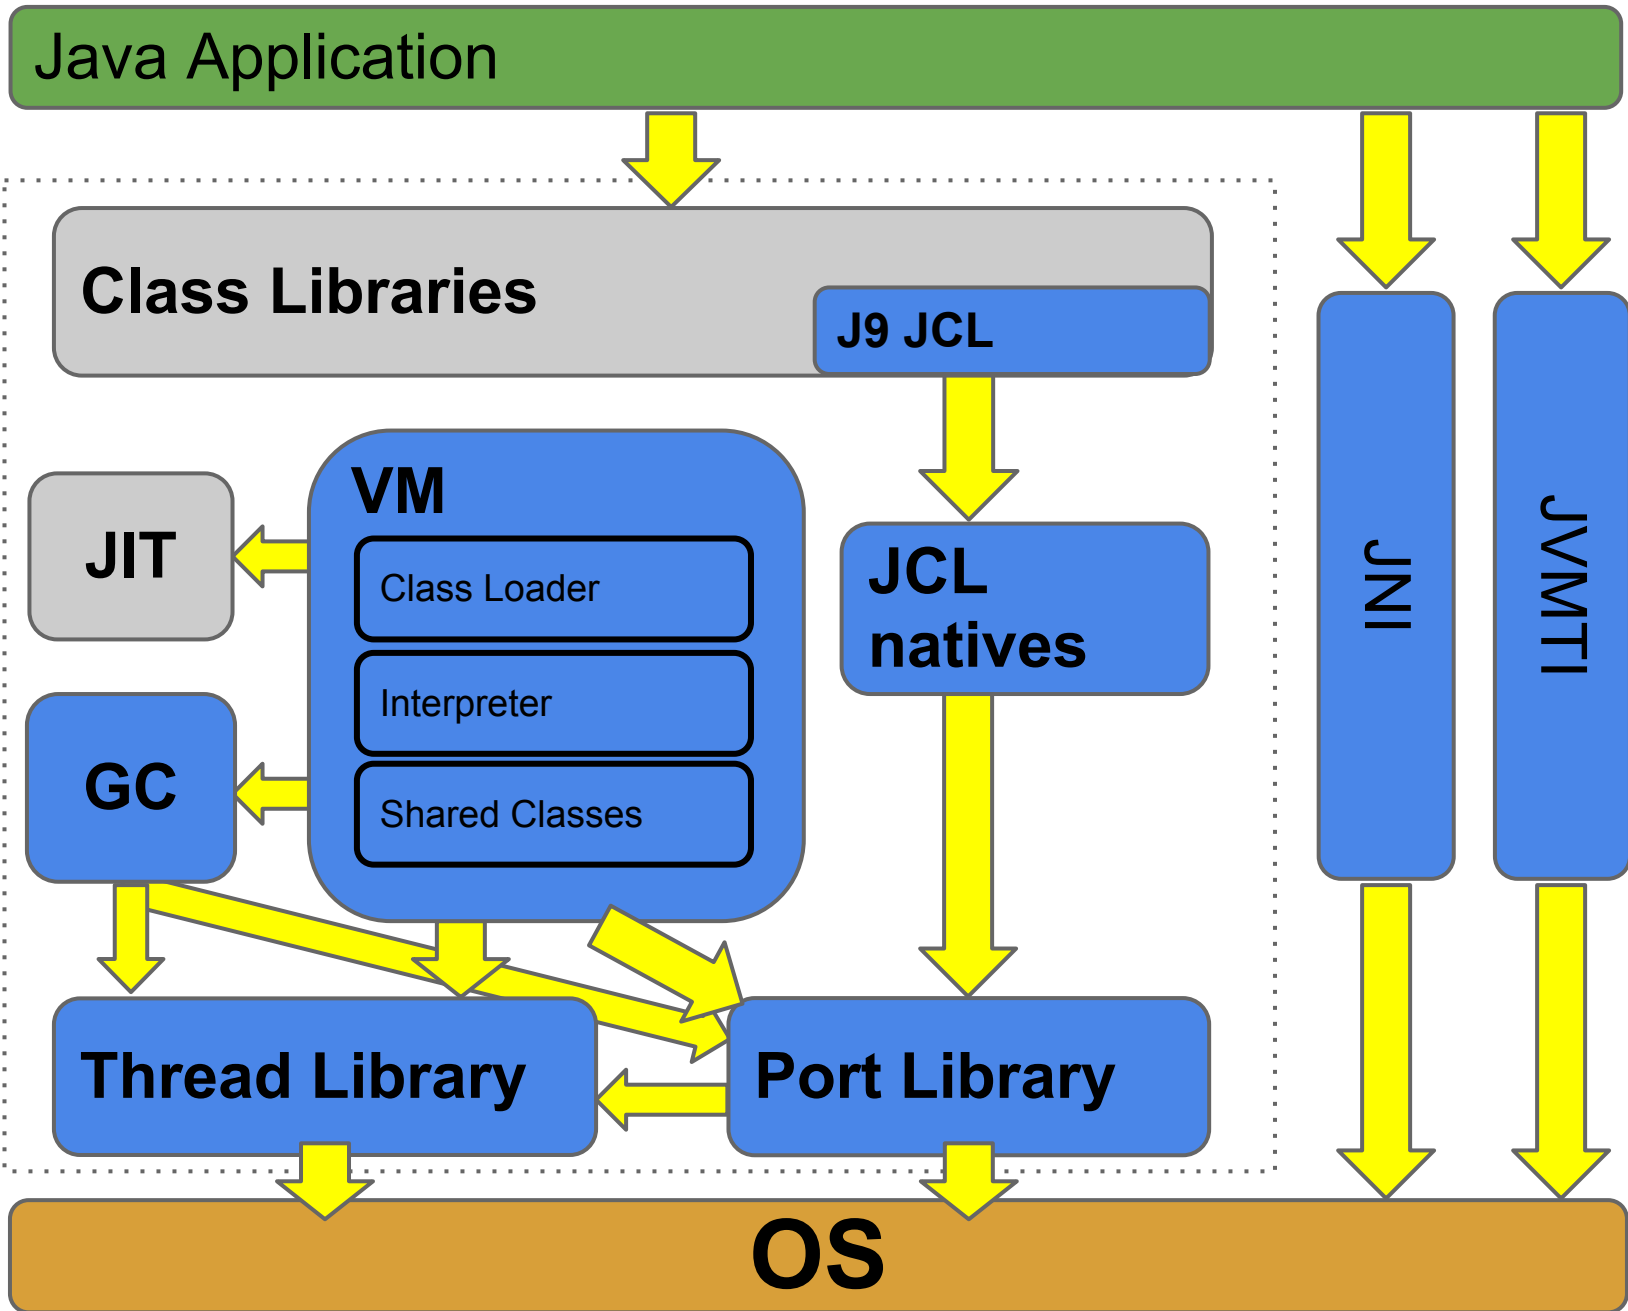 Java Application
Class Libraries
J9 JCL
VM
JIT
Class Loader
JCL
natives
Interpreter
GC
Shared Classes
JNI
JVMTI
Thread Library
Port Library
OS